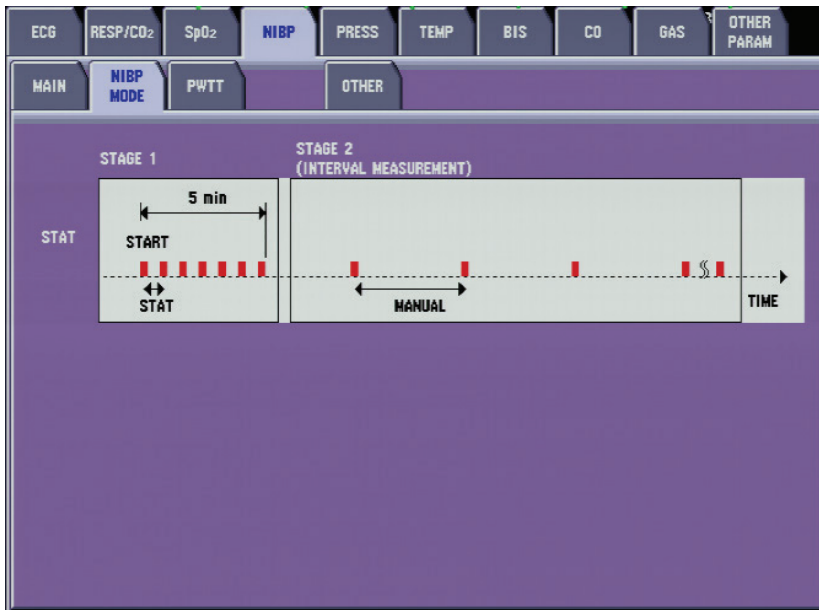 ECG RESP/CO2 SpO2 NIBP PRESS TEMP BIS CO GAS OTHER PARAM
MAIN NIBP MODE PWTT OTHER
STAGE 1
STAGE 2
(INTERVAL MEASUREMENT)
5 min
STAT
START
STAT
MANUAL
TIME